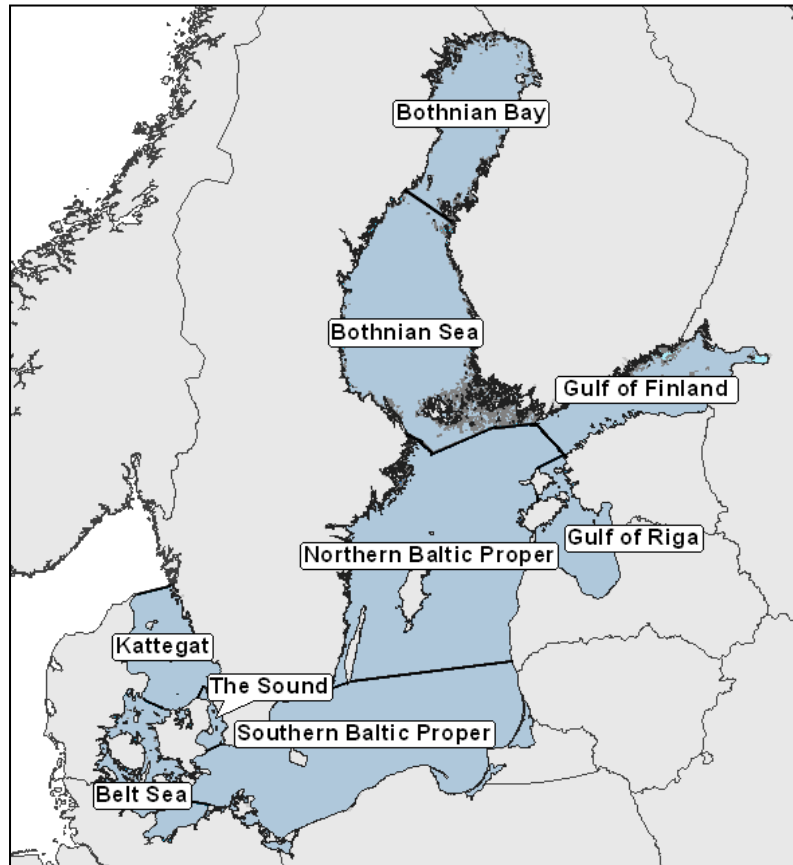 Bothnian Bay
Bothnian Sea
Gulf of Finland
Gulf of Riga
Northern Baltic Proper
Kattegat
The Sound
Southern Baltic Proper
Belt Sea